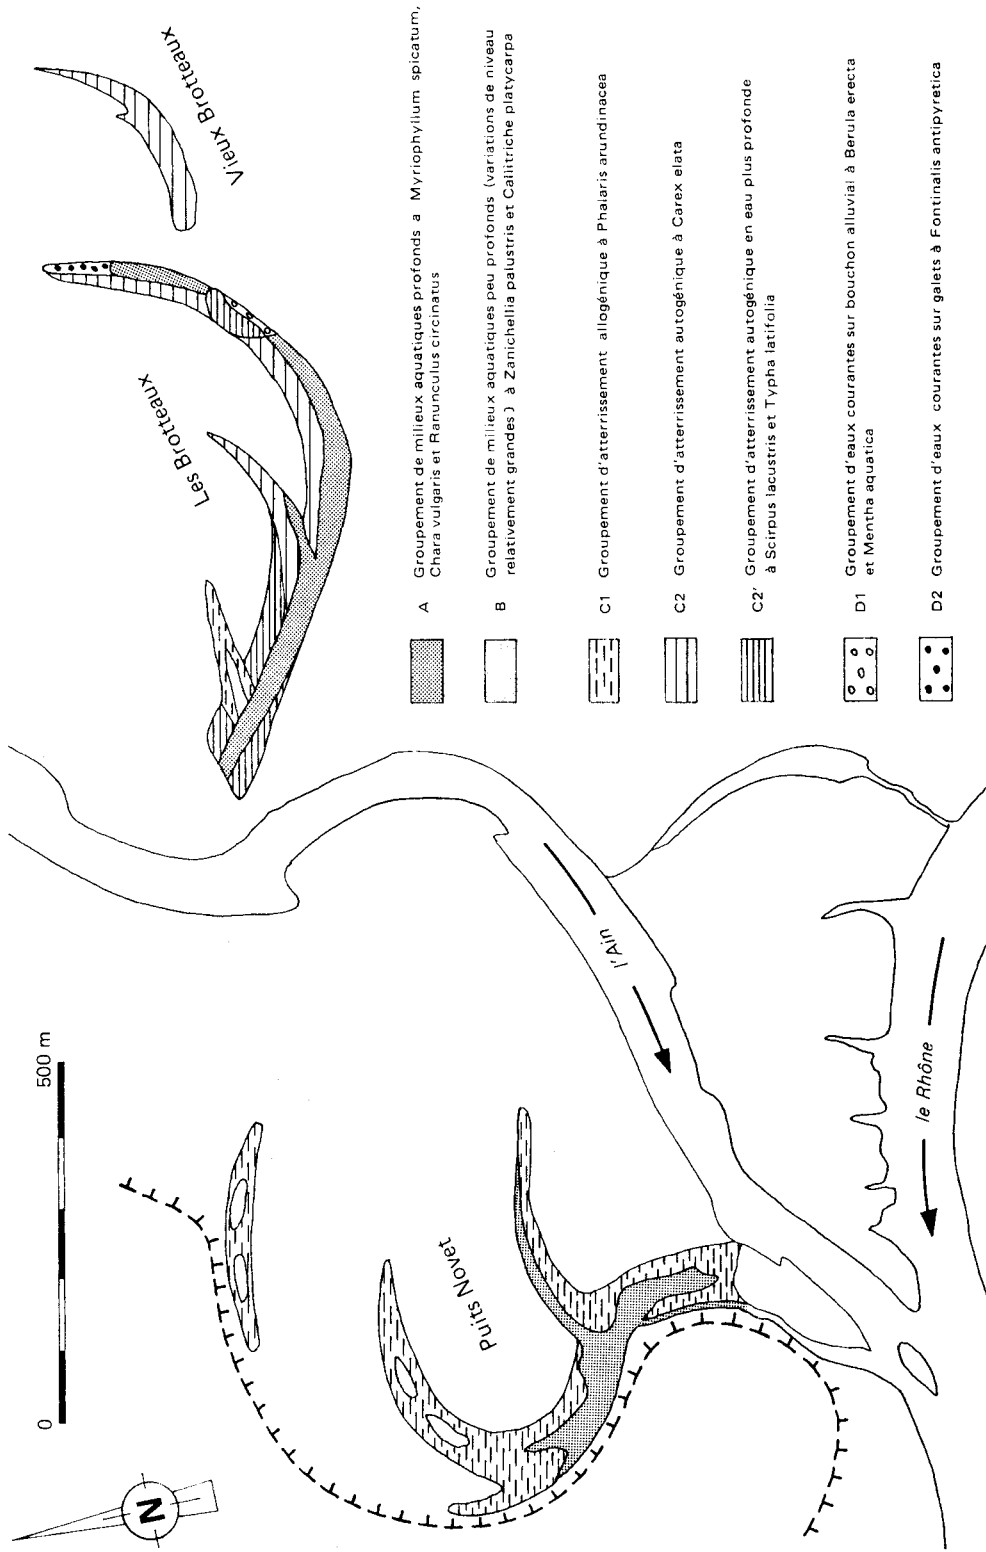 Vieux Brotteaux
Les Brotteaux
Puits Novet
l'Ain
le Rhône
0 500 m
N
A Groupement de milieux aquatiques profonds a Myriophyllum spicatum,
Chara vulgaris et Ranunculus circinatus
B Groupement de milieux aquatiques peu profonds (variations de niveau
relativement grandes) à Zanichellia palustris et Callitriche platycarpa
C1 Groupement d'atterrissement allogénique à Phalaris arundinacea
C2 Groupement d'atterrissement autogénique à Carex elata
C2' Groupement d'atterrissement autogénique en eau plus profonde
à Scirpus lacustris et Typha latifolia
D1 Groupement d'eaux courantes sur bouchon alluvial à Berula erecta
et Mentha aquatica
D2 Groupement d'eaux courantes sur galets à Fontinalis antipyretica